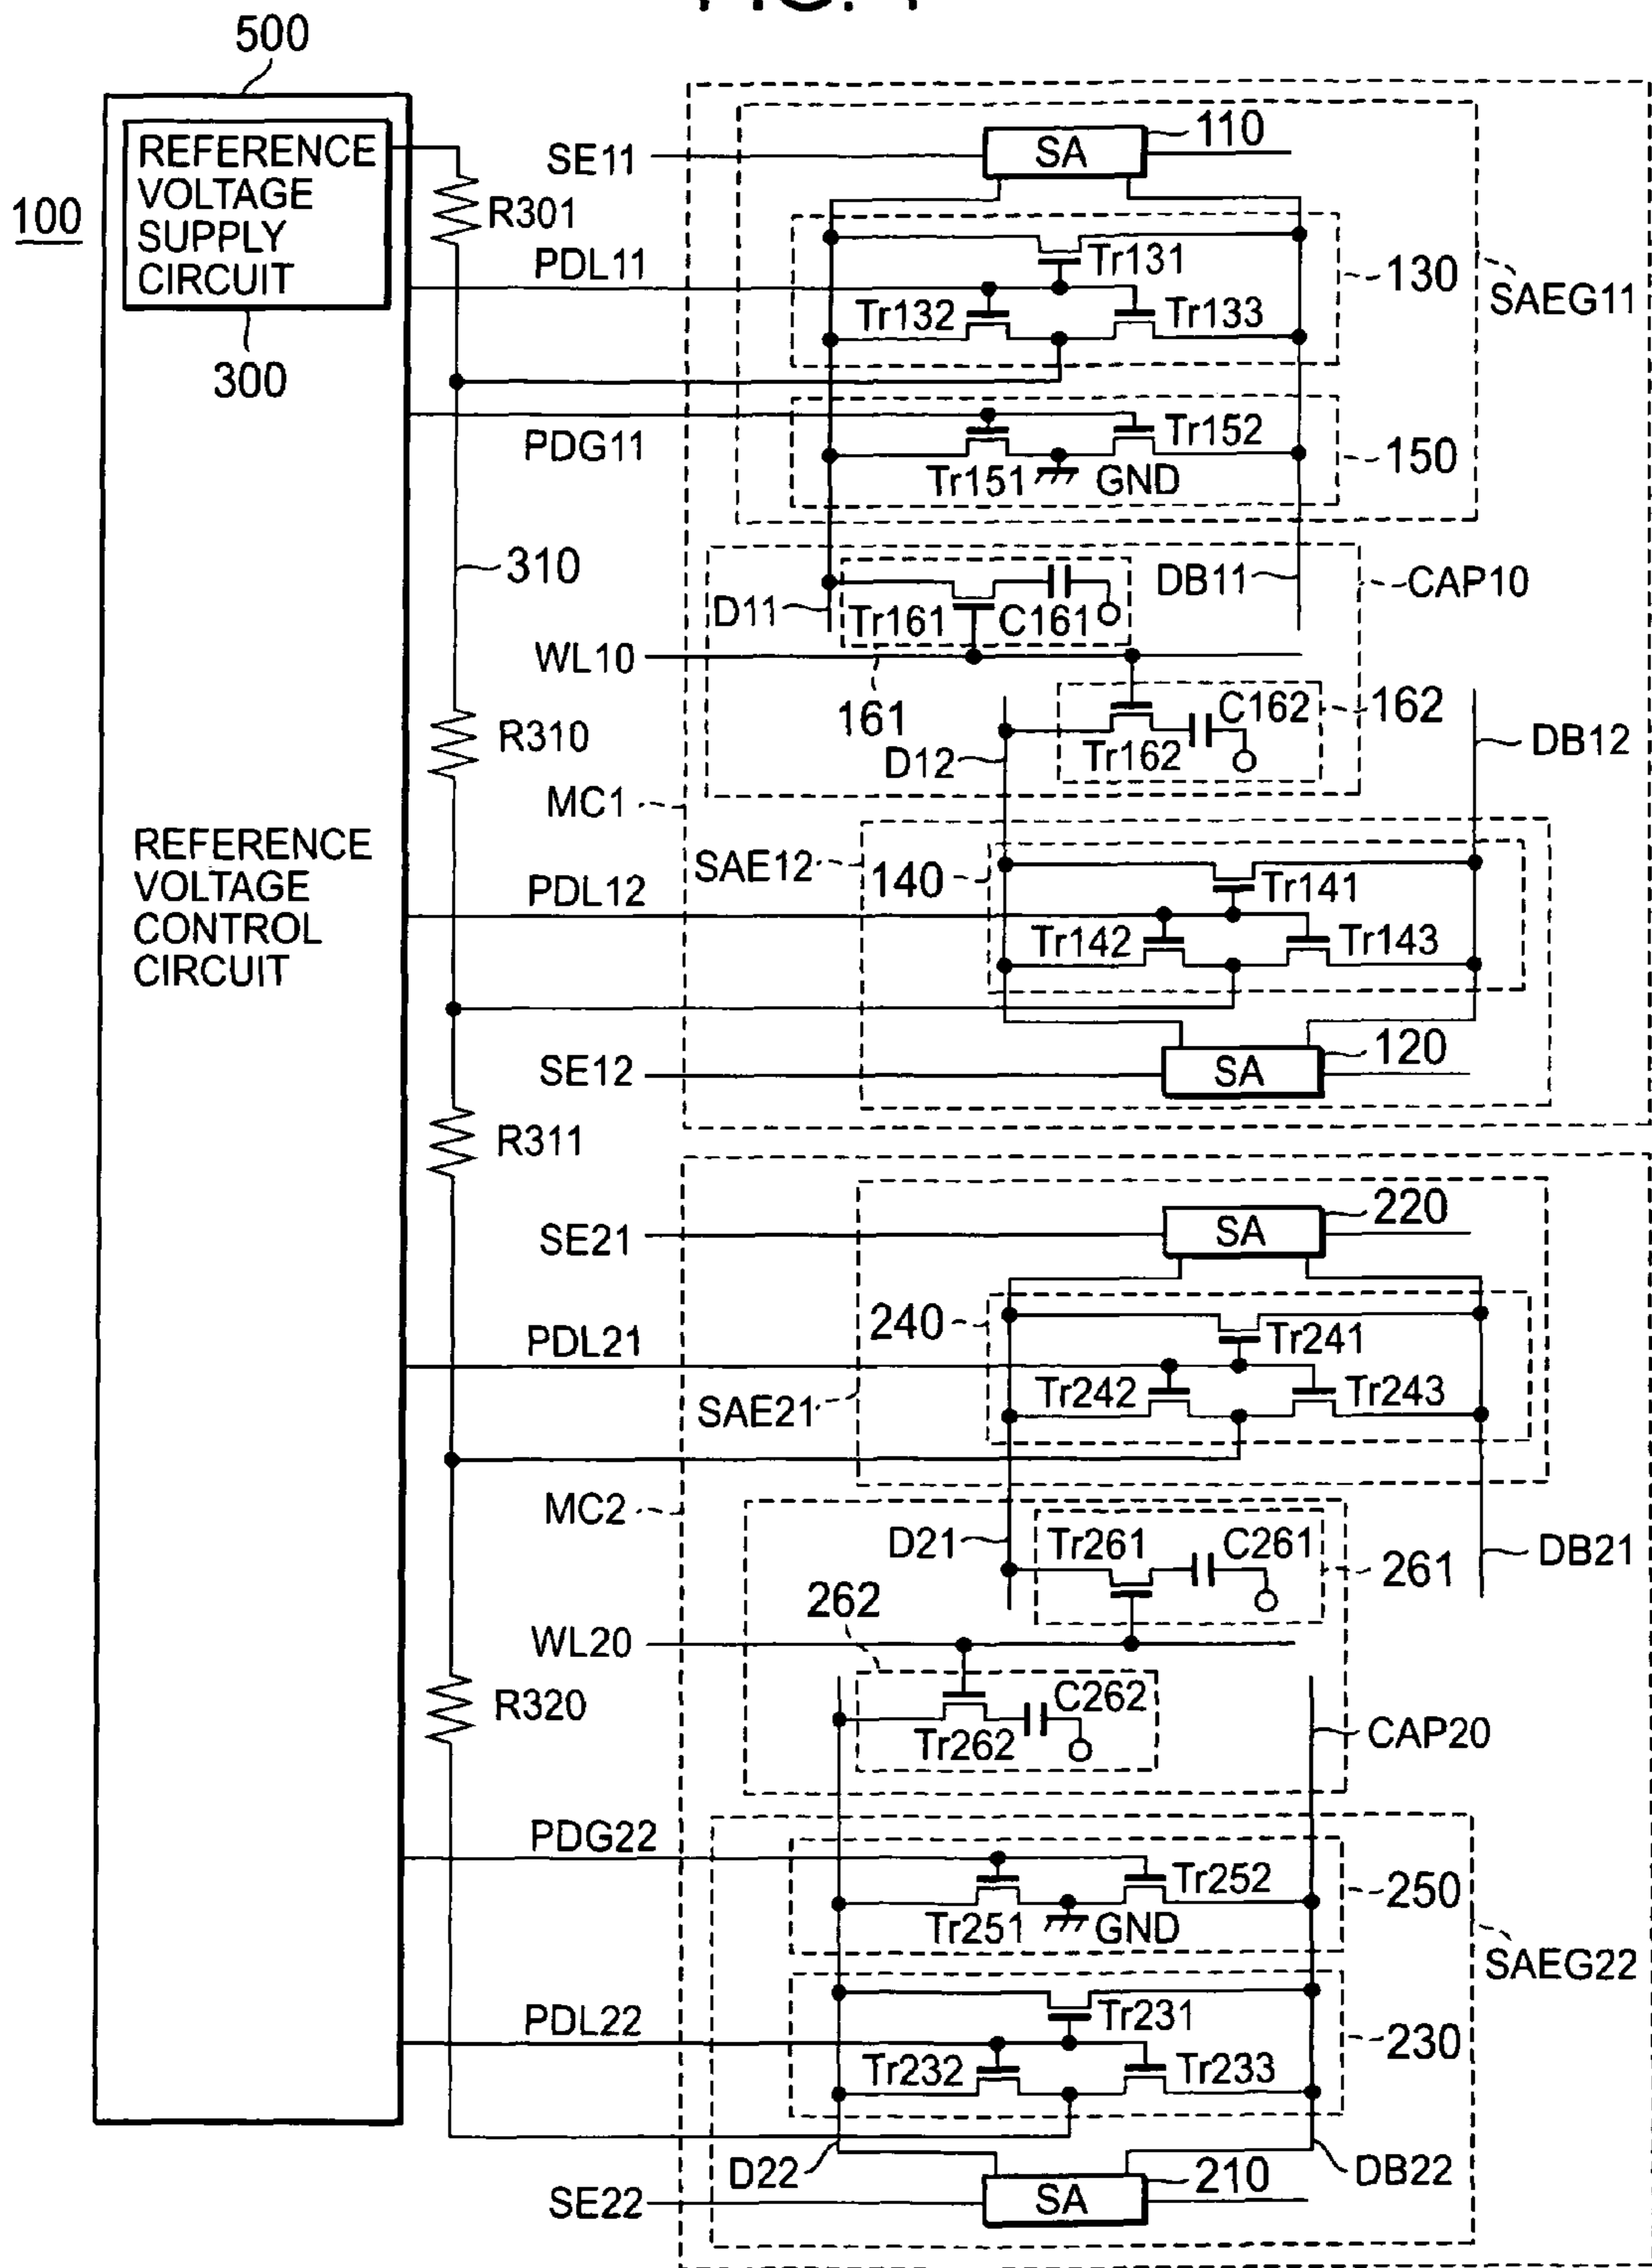 500
REFERENCE
VOLTAGE
SUPPLY
CIRCUIT
100
300
R301
SE11
SA
110
PDL11
Tr131
130
SAEG11
Tr132
Tr133
PDG11
Tr152
150
Tr151
GND
310
D11
Tr161
C161
DB11
CAP10
WL10
161
R310
C162
162
D12
Tr162
DB12
MC1
REFERENCE
VOLTAGE
CONTROL
CIRCUIT
SAE12
140
Tr141
PDL12
Tr142
Tr143
SE12
SA
120
R311
SE21
SA
220
240
Tr241
PDL21
Tr242
Tr243
SAE21
MC2
D21
Tr261
C261
261
DB21
262
WL20
R320
C262
Tr262
CAP20
PDG22
Tr252
250
Tr251
GND
SAEG22
PDL22
Tr231
230
Tr232
Tr233
D22
210
DB22
SE22
SA